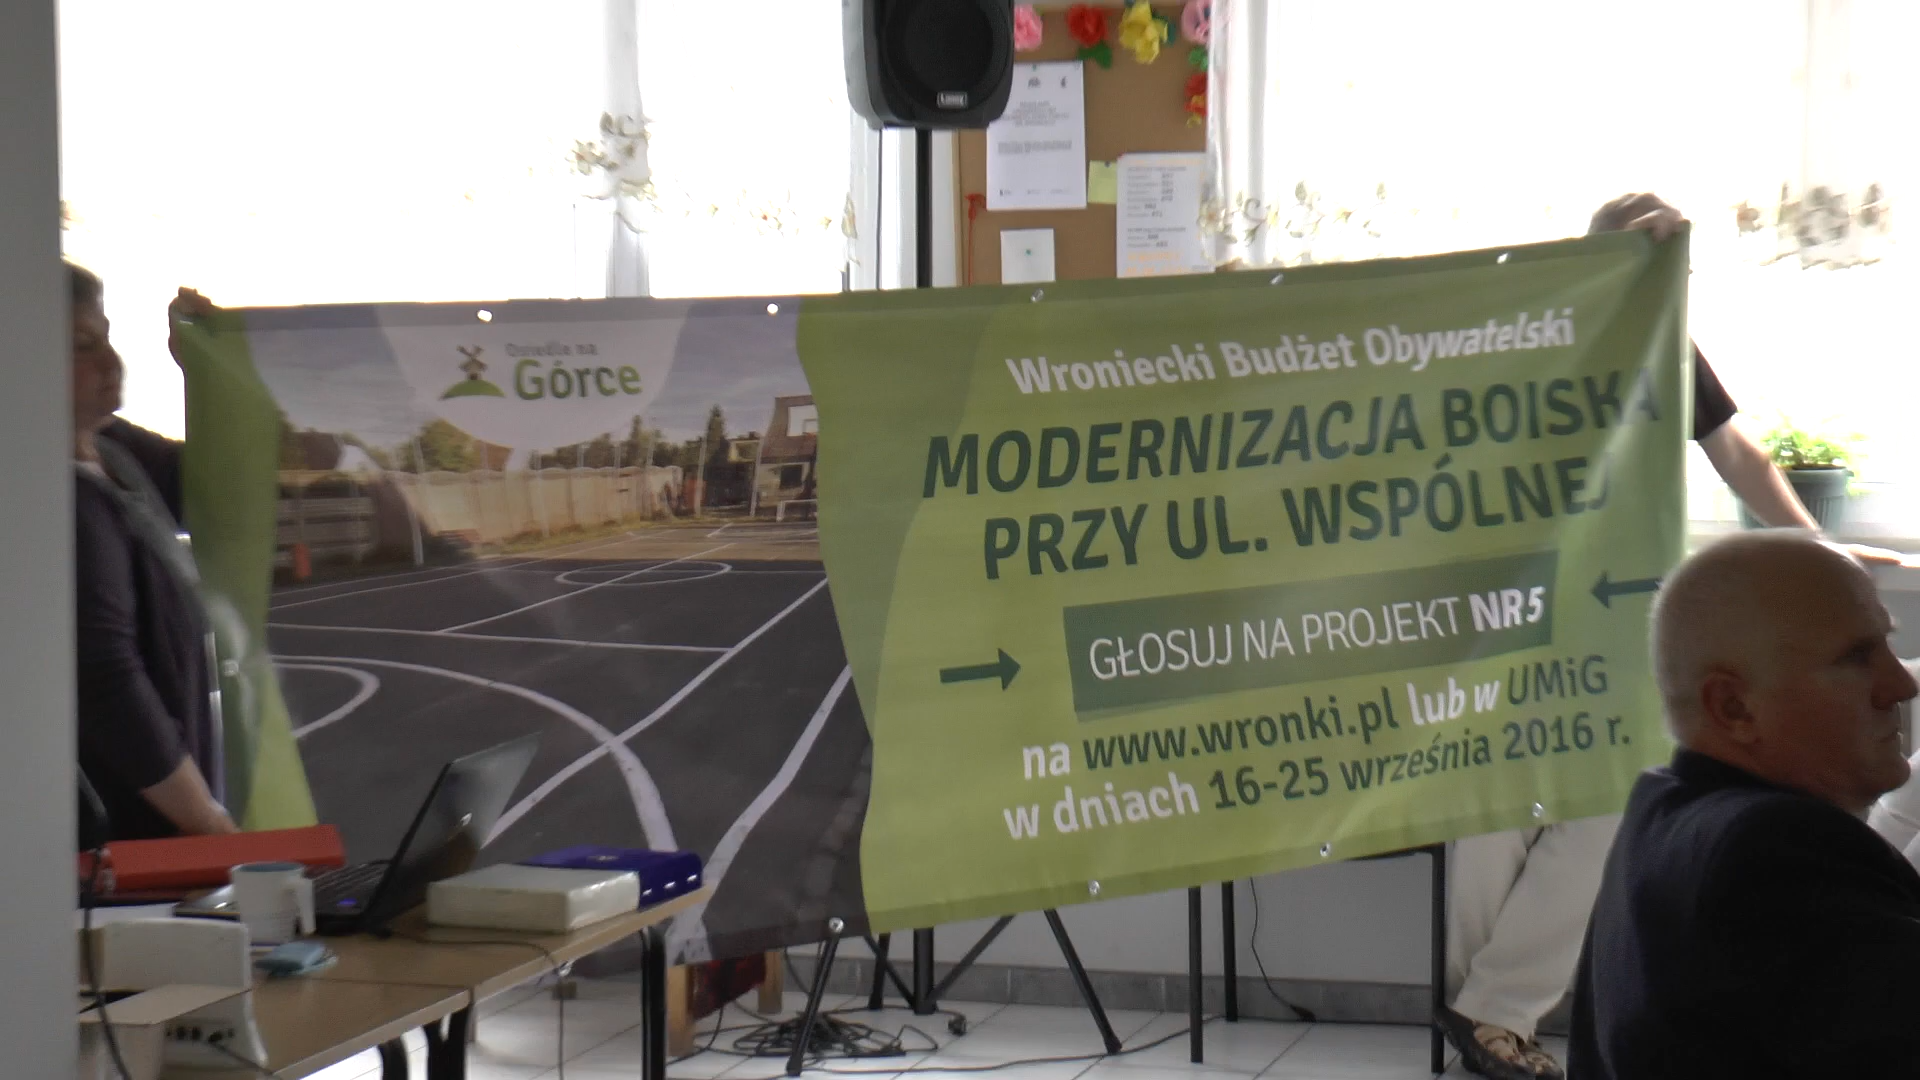 Osiedle na
Górce
Wroniecki Budżet Obywatelski
MODERNIZACJA BOISKA
PRZY UL. WSPÓLNEJ
GŁOSUJ NA PROJEKT NR5
na www.wronki.pl lub w UMiG
w dniach 16-25 września 2016 r.